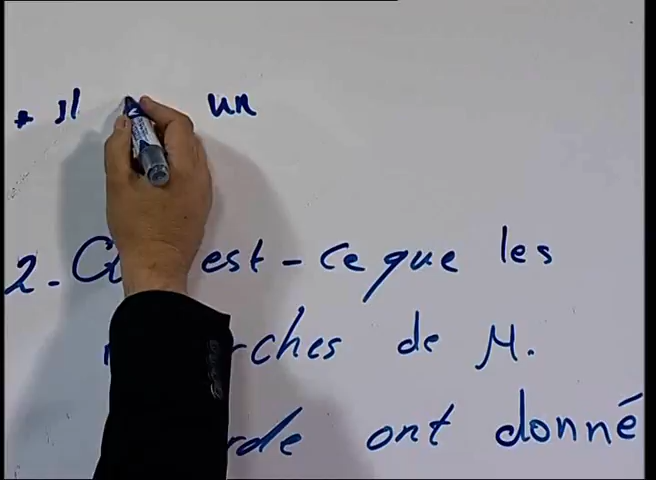 * Il un
2 - est - ce que les
rches de M.
rde ont donné